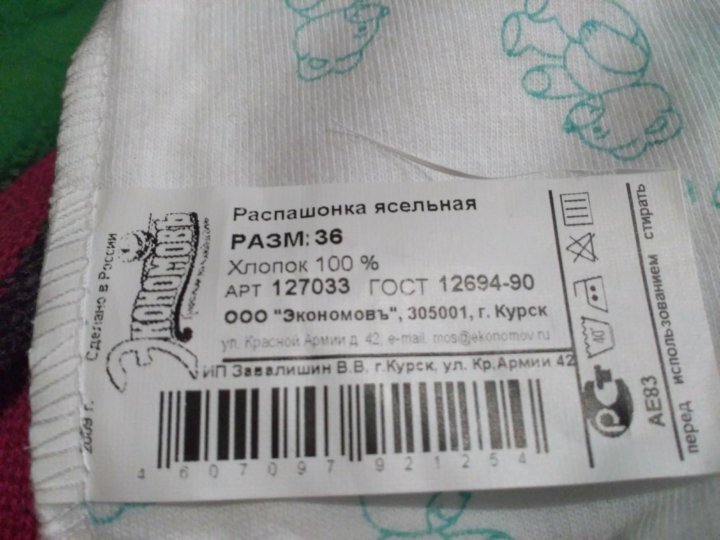 Распашонка ясельная
РАЗМ: 36
Хлопок 100 %
АРТ 127033 ГОСТ 12694-90
ООО "Экономовъ", 305001, г. Курск
ул. Красной Армии д. 42, e-mail: mos@ekonomov.ru
ИП Завалишин В.В. г.Курск, ул. Кр.Армии 42
4 607097 921254
Экономовъ
Сделано в России
2009 г.
40°
РСТ
АЕ83
перед использованием стирать